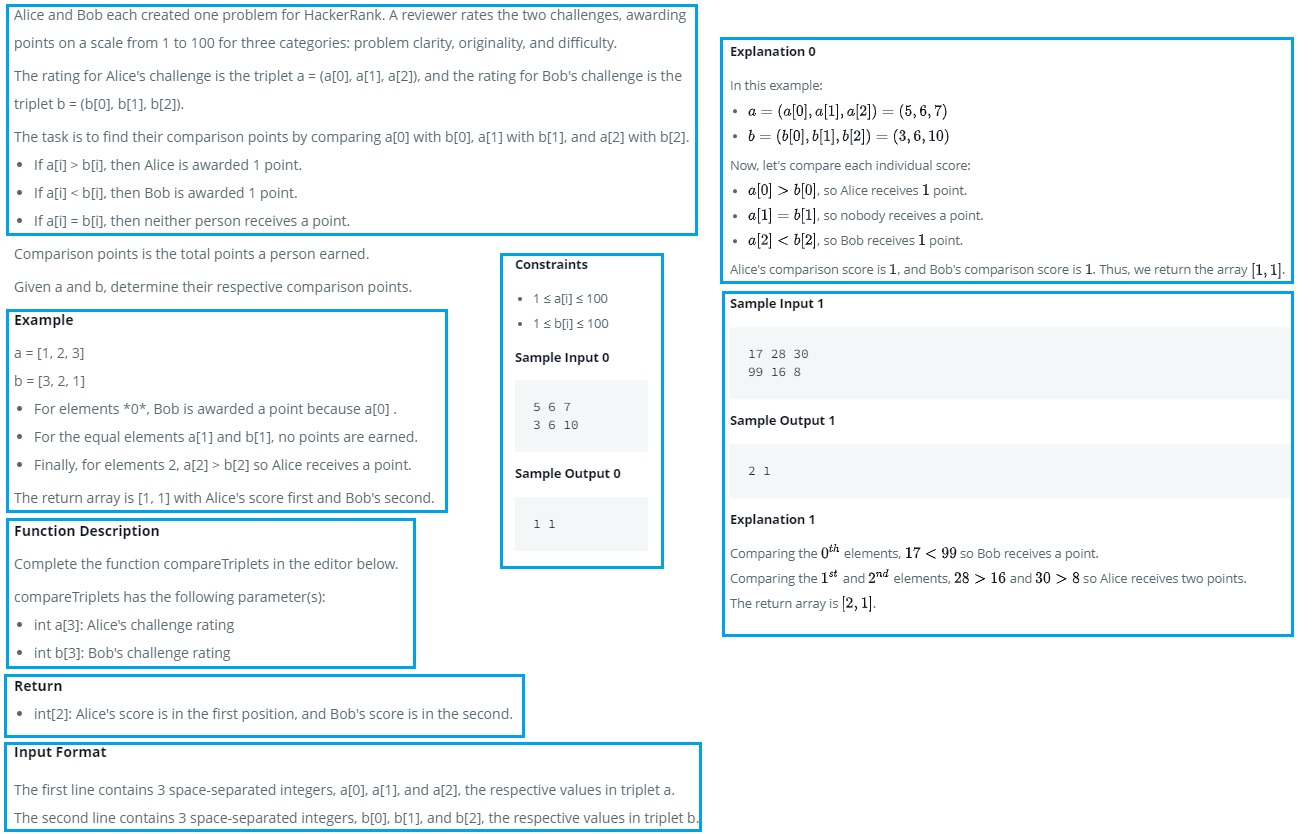 Alice and Bob each created one problem for HackerRank. A reviewer rates the two challenges, awarding
points on a scale from 1 to 100 for three categories: problem clarity, originality, and difficulty.
The rating for Alice's challenge is the triplet a = (a[0], a[1], a[2]), and the rating for Bob's challenge is the
triplet b = (b[0], b[1], b[2]).
The task is to find their comparison points by comparing a[0] with b[0], a[1] with b[1], and a[2] with b[2].
• If a[i] > b[i], then Alice is awarded 1 point.
• If a[i] < b[i], then Bob is awarded 1 point.
• If a[i] = b[i], then neither person receives a point.
Comparison points is the total points a person earned.
Given a and b, determine their respective comparison points.
Example
a = [1, 2, 3]
b = [3, 2, 1]
• For elements *0*, Bob is awarded a point because a[0] .
• For the equal elements a[1] and b[1], no points are earned.
• Finally, for elements 2, a[2] > b[2] so Alice receives a point.
The return array is [1, 1] with Alice's score first and Bob's second.
Function Description
Complete the function compareTriplets in the editor below.
compareTriplets has the following parameter(s):
• int a[3]: Alice's challenge rating
• int b[3]: Bob's challenge rating
Return
• int[2]: Alice's score is in the first position, and Bob's score is in the second.
Input Format
The first line contains 3 space-separated integers, a[0], a[1], and a[2], the respective values in triplet a.
The second line contains 3 space-separated integers, b[0], b[1], and b[2], the respective values in triplet b.
Constraints
• 1 ≤ a[i] ≤ 100
• 1 ≤ b[i] ≤ 100
Sample Input 0
5 6 7
3 6 10
Sample Output 0
1 1
Explanation 0
In this example:
• a = (a[0], a[1], a[2]) = (5, 6, 7)
• b = (b[0], b[1], b[2]) = (3, 6, 10)
Now, let's compare each individual score:
• a[0] > b[0], so Alice receives 1 point.
• a[1] = b[1], so nobody receives a point.
• a[2] < b[2], so Bob receives 1 point.
Alice's comparison score is 1, and Bob's comparison score is 1. Thus, we return the array [1, 1].
Sample Input 1
17 28 30
99 16 8
Sample Output 1
2 1
Explanation 1
Comparing the 0th elements, 17 < 99 so Bob receives a point.
Comparing the 1st and 2nd elements, 28 > 16 and 30 > 8 so Alice receives two points.
The return array is [2, 1].